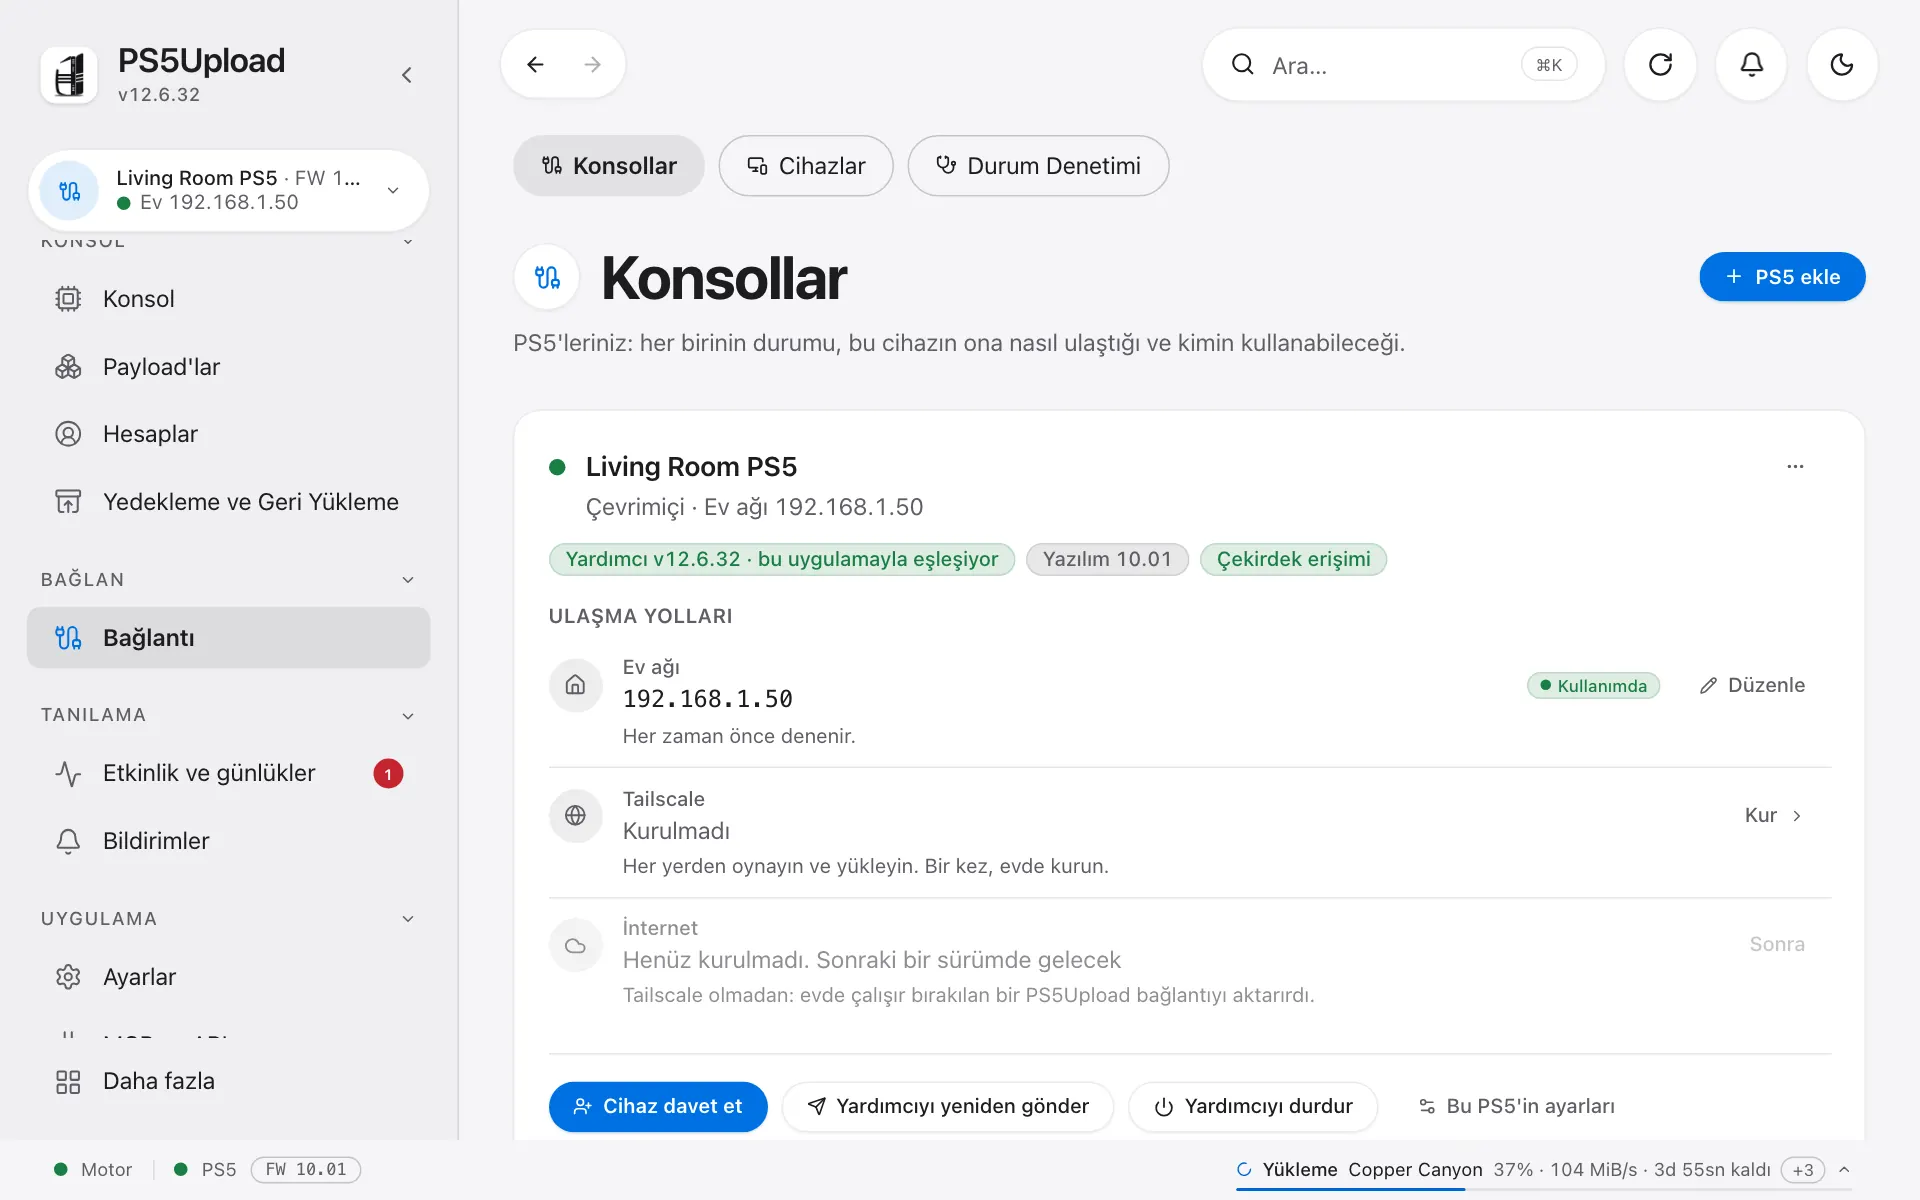 PS5Upload
v12.6.32
Living Room PS5 · FW 1...
Ev 192.168.1.50
KONSOL
Konsol
Payload'lar
Hesaplar
Yedekleme ve Geri Yükleme
BAĞLAN
Bağlantı
TANILAMA
Etkinlik ve günlükler
1
Bildirimler
UYGULAMA
Ayarlar
Daha fazla
Ara...
⌘K
Konsollar
Cihazlar
Durum Denetimi
Konsollar
PS5 ekle
PS5'leriniz: her birinin durumu, bu cihazın ona nasıl ulaştığı ve kimin kullanabileceği.
Living Room PS5
Çevrimiçi · Ev ağı 192.168.1.50
Yardımcı v12.6.32 · bu uygulamayla eşleşiyor
Yazılım 10.01
Çekirdek erişimi
ULAŞMA YOLLARI
Ev ağı
192.168.1.50
Her zaman önce denenir.
Kullanımda
Düzenle
Tailscale
Kurulmadı
Her yerden oynayın ve yükleyin. Bir kez, evde kurun.
Kur
İnternet
Henüz kurulmadı. Sonraki bir sürümde gelecek
Tailscale olmadan: evde çalışır bırakılan bir PS5Upload bağlantıyı aktarırdı.
Sonra
Cihaz davet et
Yardımcıyı yeniden gönder
Yardımcıyı durdur
Bu PS5'in ayarları
Motor
PS5
FW 10.01
Yükleme Copper Canyon 37% · 104 MiB/s · 3d 55sn kaldı
+3